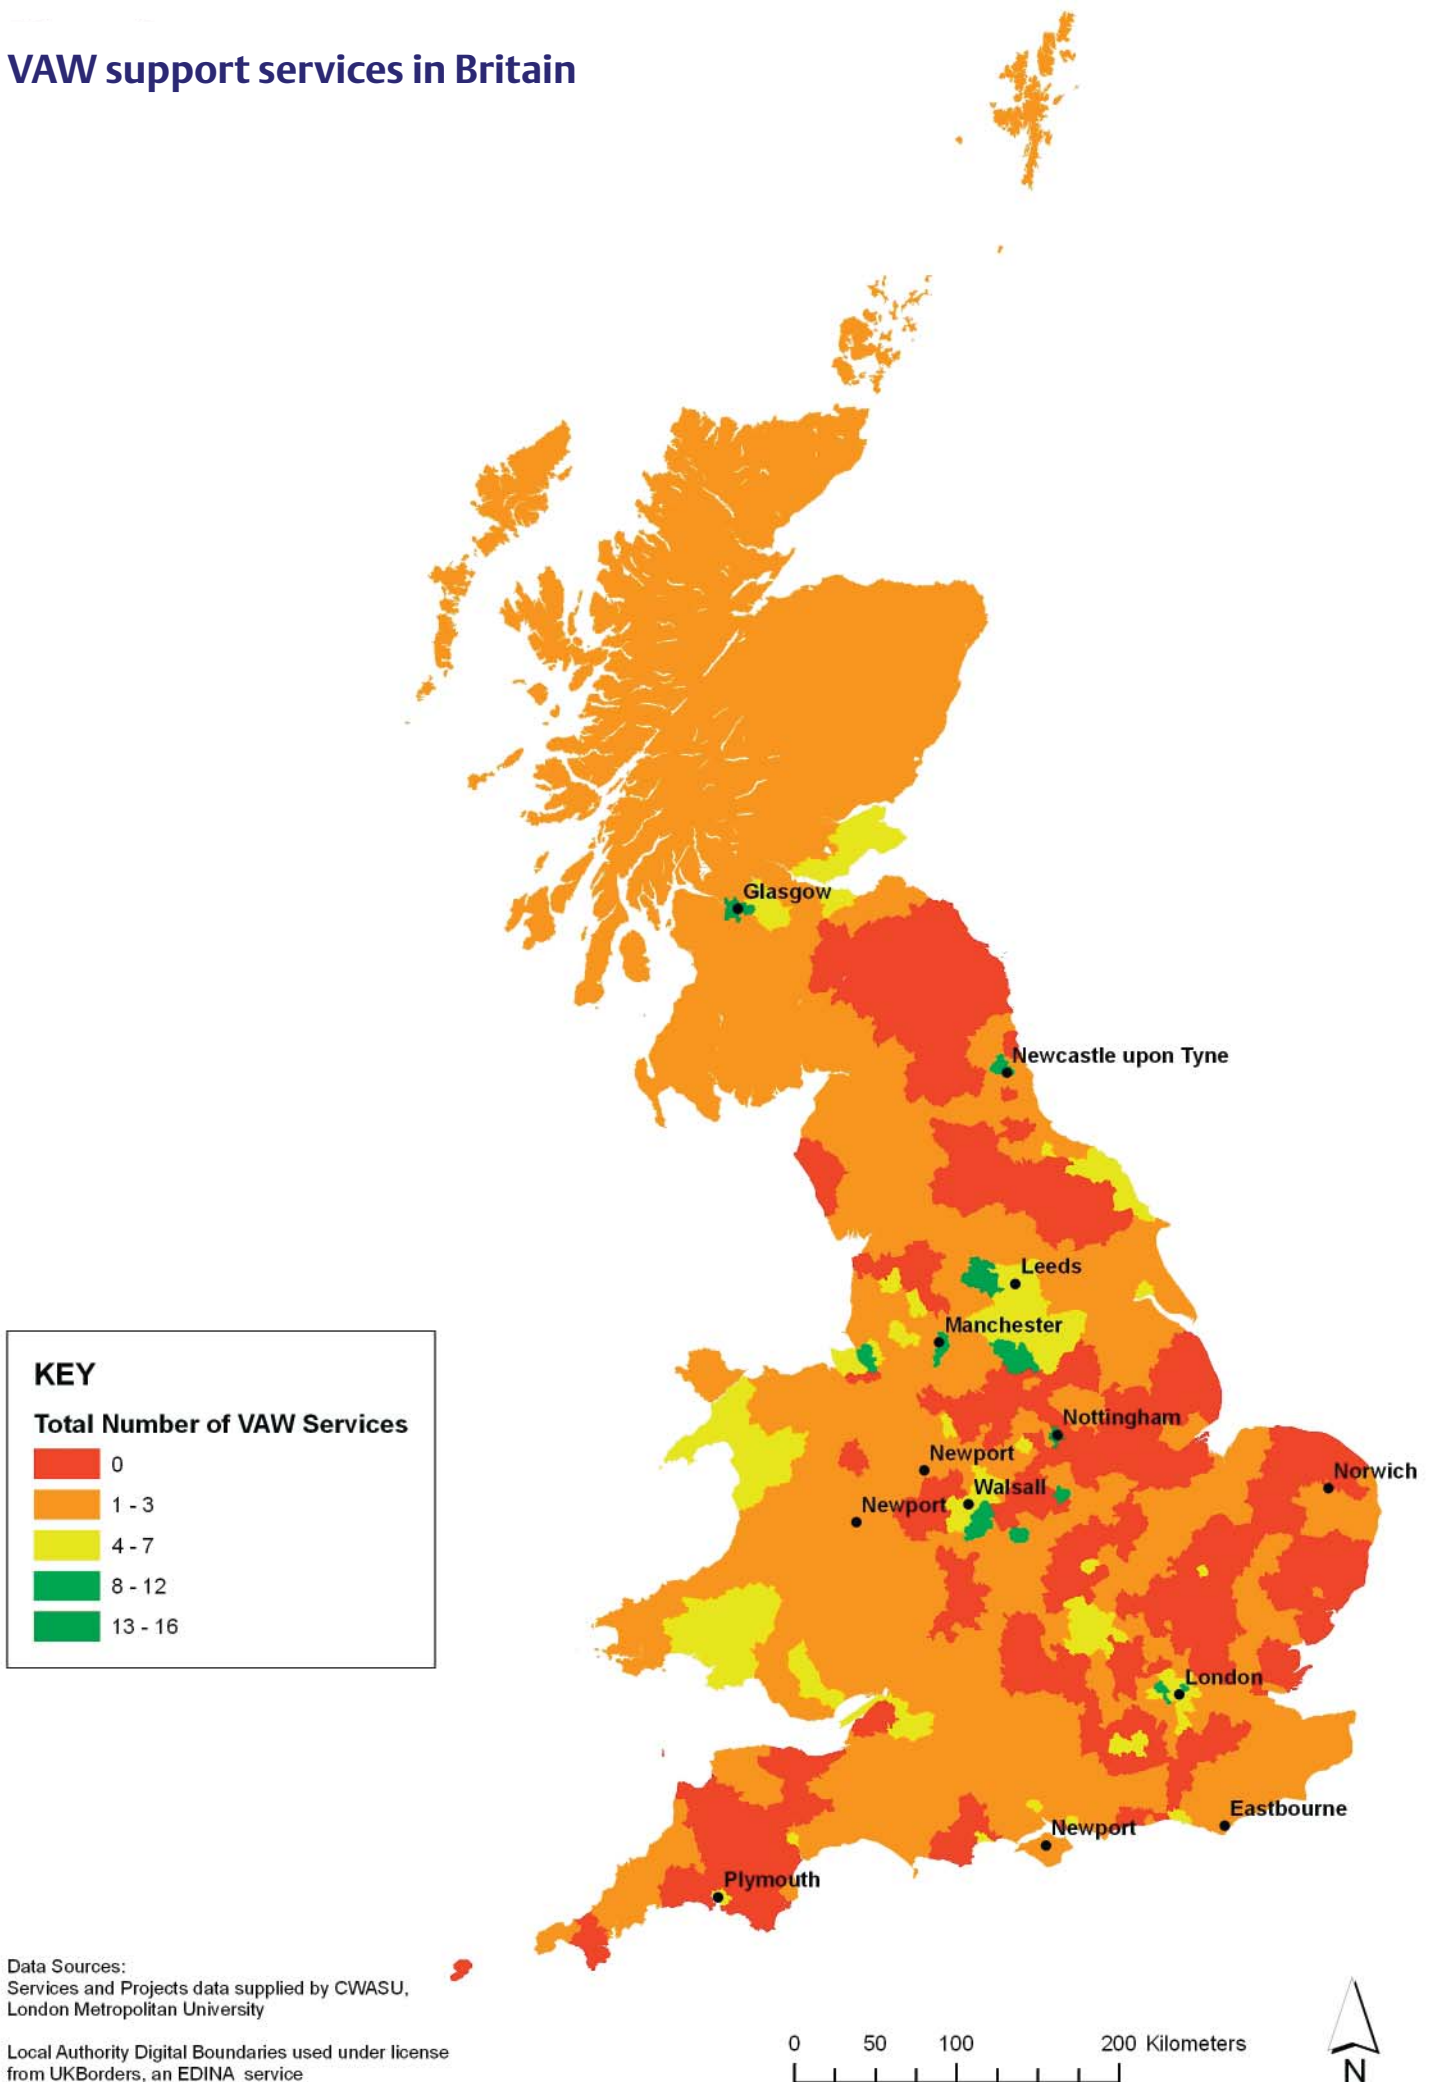 VAW support services in Britain
Glasgow
Newcastle upon Tyne
Leeds
Manchester
Nottingham
Newport
Norwich
Walsall
Newport
London
Eastbourne
Newport
Plymouth
KEY
Total Number of VAW Services
0
1 - 3
4 - 7
8 - 12
13 - 16
Data Sources:
Services and Projects data supplied by CWASU,
London Metropolitan University
Local Authority Digital Boundaries used under license
from UKBorders, an EDINA service
0 50 100 200 Kilometers
N